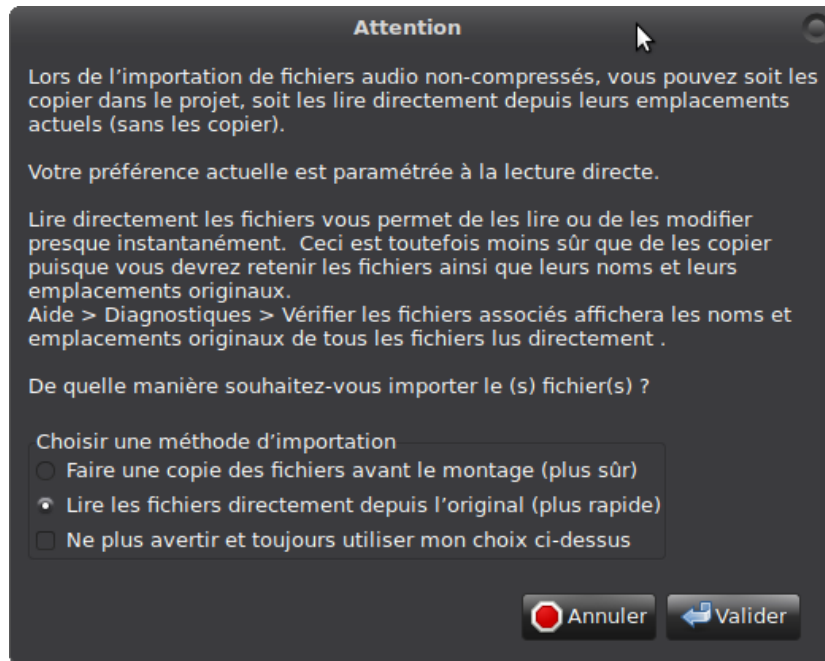 Attention
Lors de l’importation de fichiers audio non-compressés, vous pouvez soit les
copier dans le projet, soit les lire directement depuis leurs emplacements
actuels (sans les copier).
Votre préférence actuelle est paramétrée à la lecture directe.
Lire directement les fichiers vous permet de les lire ou de les modifier
presque instantanément.  Ceci est toutefois moins sûr que de les copier
puisque vous devrez retenir les fichiers ainsi que leurs noms et leurs
emplacements originaux.
Aide > Diagnostiques > Vérifier les fichiers associés affichera les noms et
emplacements originaux de tous les fichiers lus directement .
De quelle manière souhaitez-vous importer le (s) fichier(s) ?
Choisir une méthode d’importation
Faire une copie des fichiers avant le montage (plus sûr)
Lire les fichiers directement depuis l’original (plus rapide)
Ne plus avertir et toujours utiliser mon choix ci-dessus
Annuler Valider